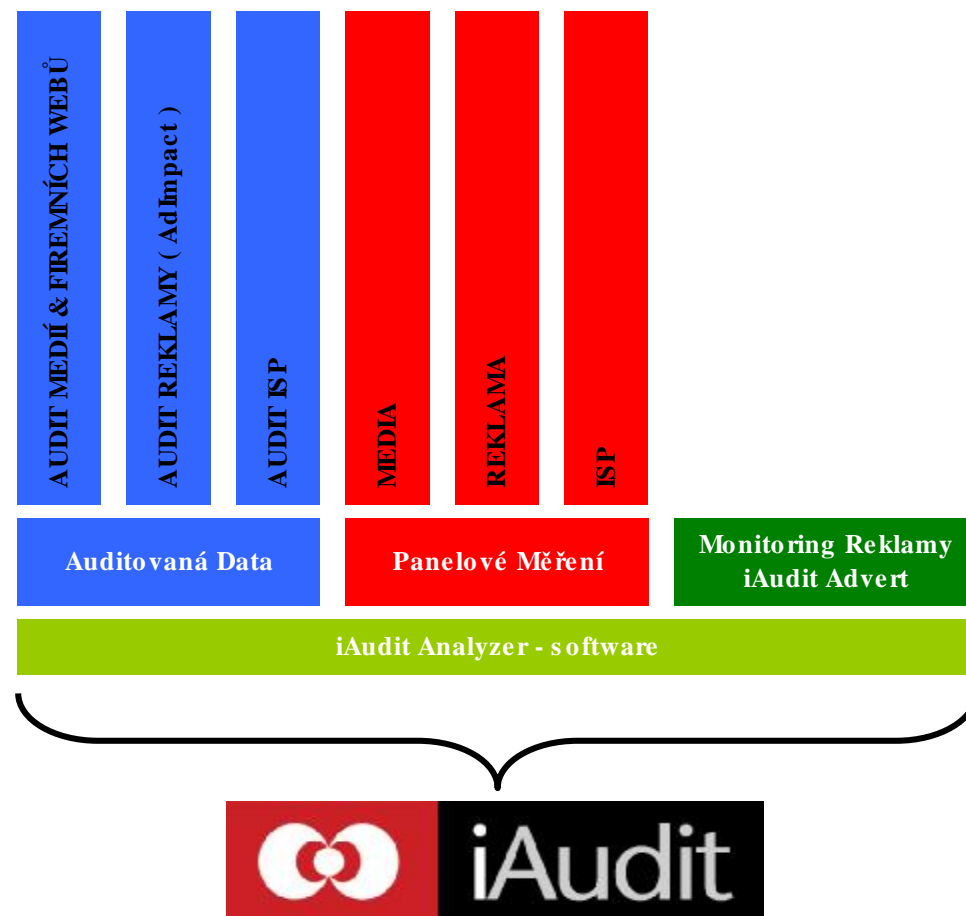 AUDIT MEDIÍ & FIREMNÍCH WEBŮ
AUDIT REKLAMY ( AdImpact )
AUDIT ISP
MEDIA
REKLAMA
ISP
Auditovaná Data
Panelové Měření
Monitoring Reklamy
iAudit Advert
iAudit Analyzer - software
iAudit